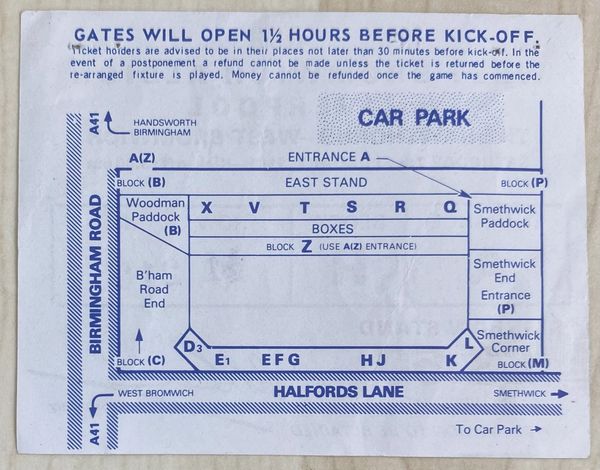 GATES WILL OPEN 1½ HOURS BEFORE KICK-OFF.
Ticket holders are advised to be in their places not later than 30 minutes before kick-off. In the
event of a postponement a refund cannot be made unless the ticket is returned before the
re-arranged fixture is played. Money cannot be refunded once the game has commenced.
CAR PARK
A41
HANDSWORTH
BIRMINGHAM
A(Z)
ENTRANCE A
BLOCK (B)
EAST STAND
BLOCK (P)
Woodman
Paddock
(B)
X V T S R Q
Smethwick
Paddock
BOXES
BLOCK Z (USE A(Z) ENTRANCE)
BIRMINGHAM ROAD
B'ham
Road
End
Smethwick
End
Entrance
(P)
Smethwick
Corner
BLOCK (C)
D3
E1 E F G H J K
L
BLOCK (M)
A41
WEST BROMWICH
HALFORDS LANE
SMETHWICK
To Car Park